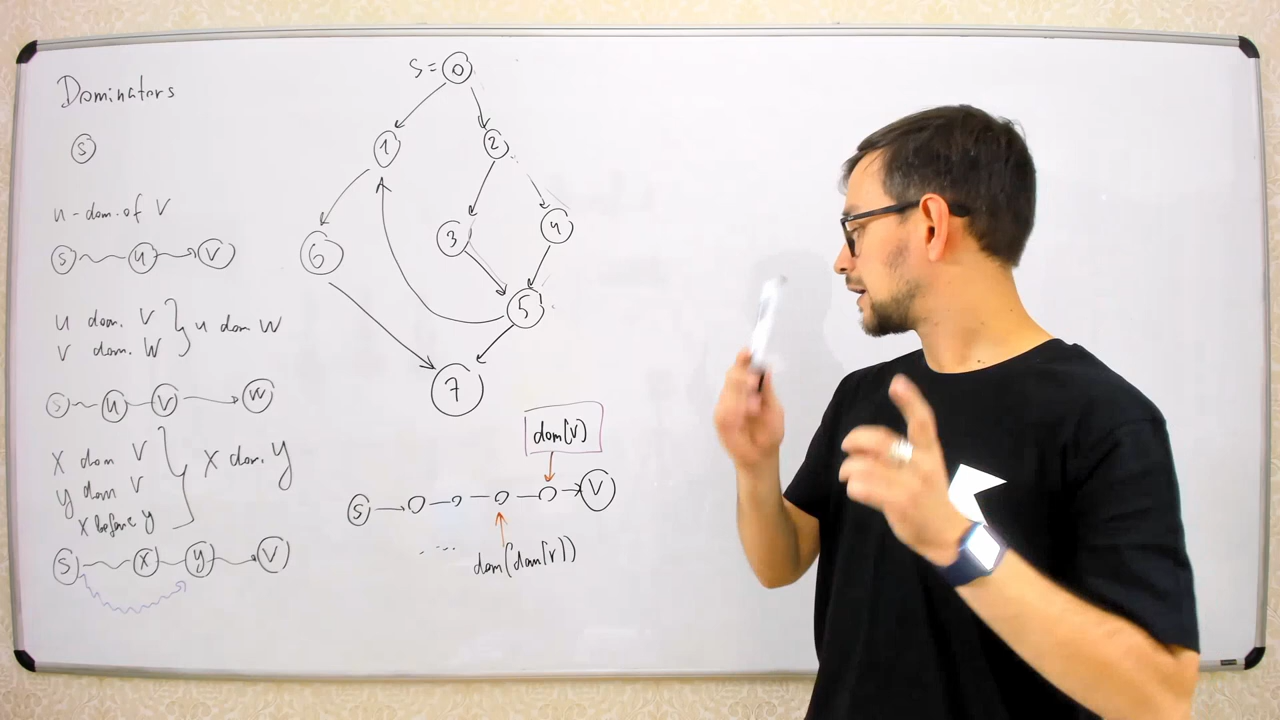 Dominators
S
u - dom. of v
S u v
u dom. v } u dom w
v dom. w
S u v w
x dom v } x dom. y
y dom v
x before y
S x y v
S = 0
1 2
6 3 4
5
7
dom(v)
S v
....
dom(dom(v))